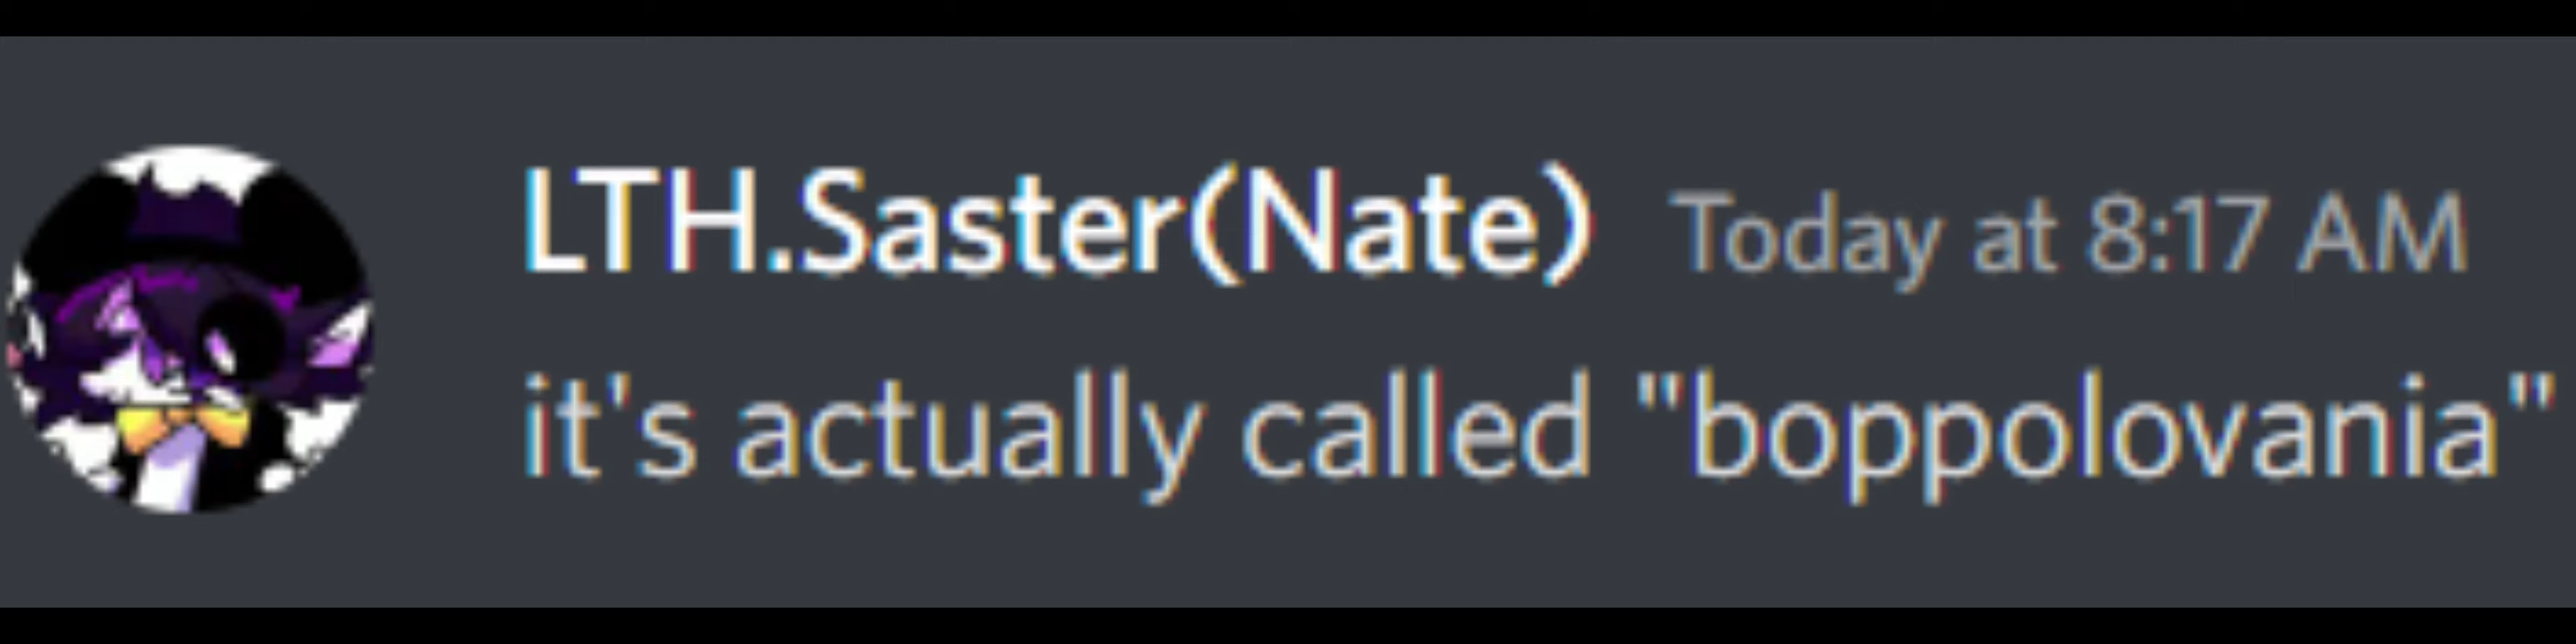 LTH.Saster(Nate) Today at 8:17 AM
it's actually called "boppolovania"